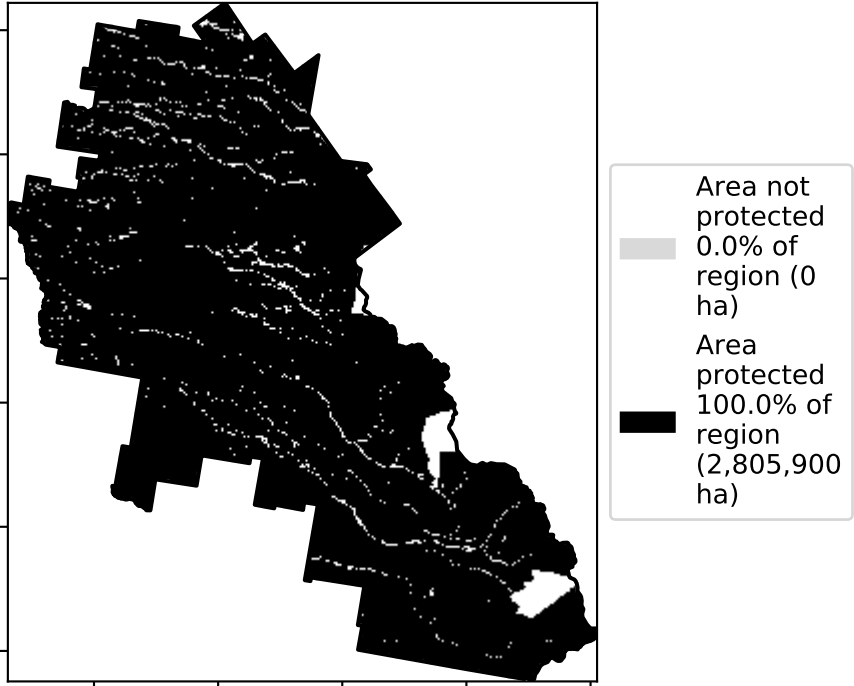 Area not
protected
0.0% of
region (0
ha)
Area
protected
100.0% of
region
(2,805,900
ha)